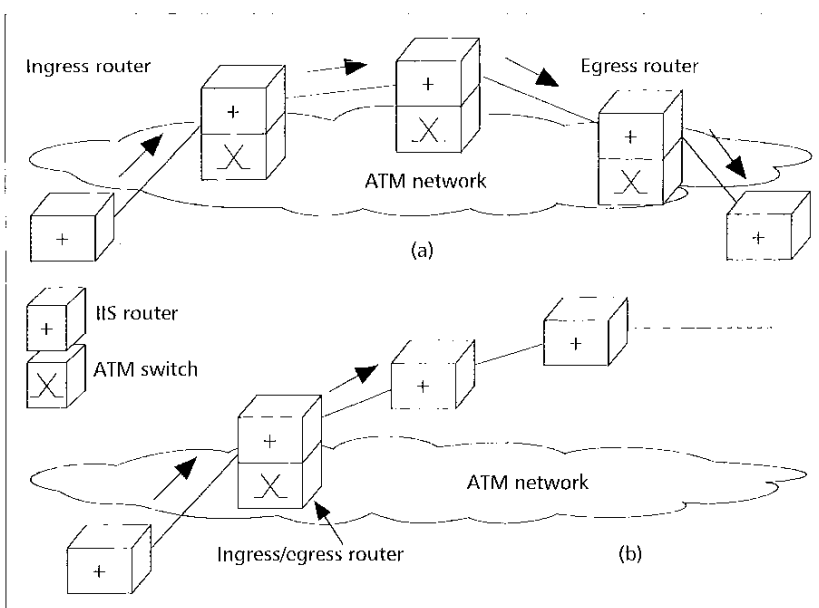 Ingress router
Egress router
ATM network
(a)
IIS router
ATM switch
ATM network
Ingress/egress router
(b)